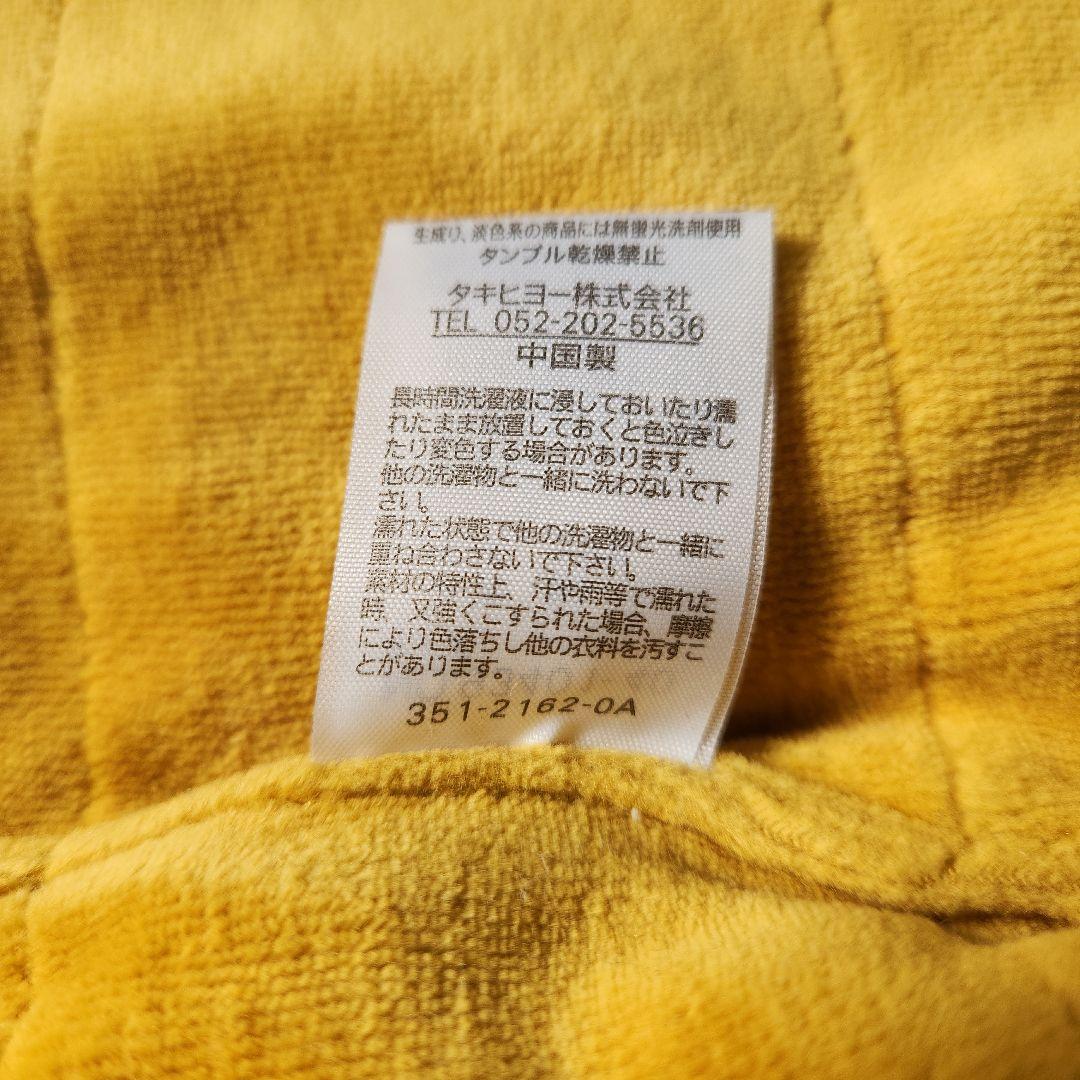 生成り、淡色系の商品には無蛍光洗剤使用
タンブル乾燥禁止
タキヒヨー株式会社
TEL 052-202-5536
中国製
長時間洗濯液に浸しておいたり濡
れたまま放置しておくと色泣きし
たり変色する場合があります。
他の洗濯物と一緒に洗わないで下
さい。
濡れた状態で他の洗濯物と一緒に
重ね合わさないで下さい。
素材の特性上、汗や雨等で濡れた
時、又強くこすられた場合、摩擦
により色落ちし他の衣料を汚すこ
とがあります。
351-2162-0A